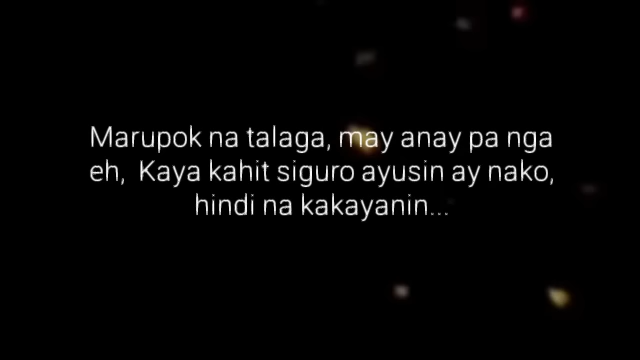 Marupok na talaga, may anay pa nga
eh,  Kaya kahit siguro ayusin ay nako,
hindi na kakayanin...